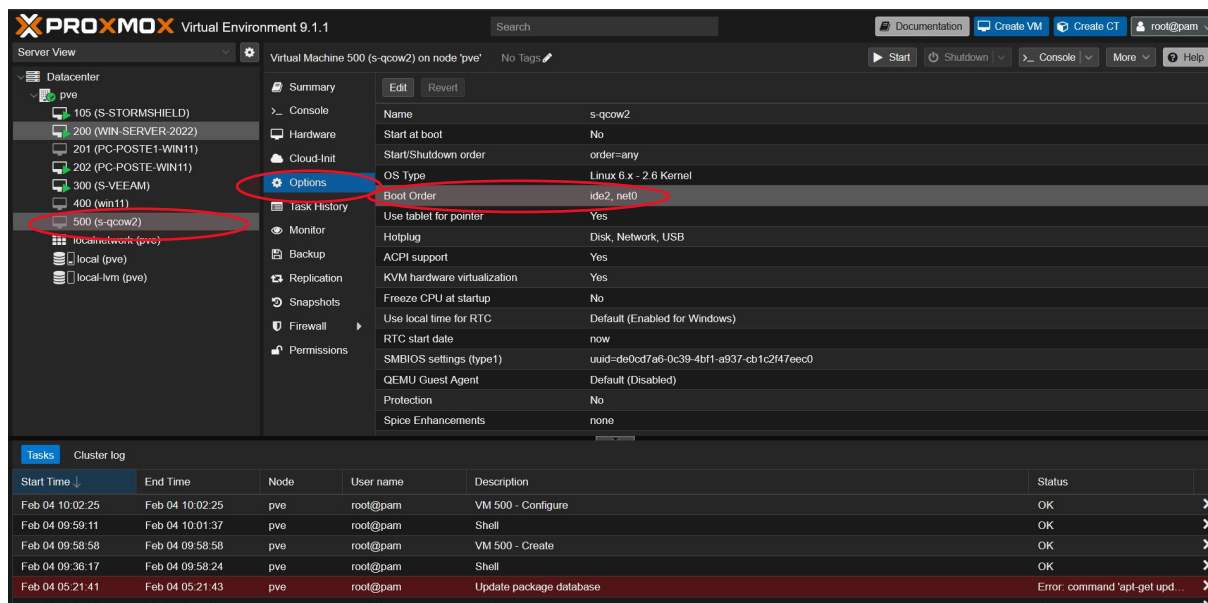 PROXMOX Virtual Environment 9.1.1 Search Documentation Create VM Create CT root@pam
Server View
Virtual Machine 500 (s-qcow2) on node 'pve' No Tags Start Shutdown Console More Help
Datacenter
pve
105 (S-STORMSHIELD)
200 (WIN-SERVER-2022)
201 (PC-POSTE1-WIN11)
202 (PC-POSTE-WIN11)
300 (S-VEEAM)
400 (win11)
500 (s-qcow2)
localnetwork (pve)
local (pve)
local-lvm (pve)
Summary
Console
Hardware
Cloud-Init
Options
Task History
Monitor
Backup
Replication
Snapshots
Firewall
Permissions
Edit Revert
Name s-qcow2
Start at boot No
Start/Shutdown order order=any
OS Type Linux 6.x - 2.6 Kernel
Boot Order ide2, net0
Use tablet for pointer Yes
Hotplug Disk, Network, USB
ACPI support Yes
KVM hardware virtualization Yes
Freeze CPU at startup No
Use local time for RTC Default (Enabled for Windows)
RTC start date now
SMBIOS settings (type1) uuid=de0cd7a6-0c39-4bf1-a937-cb1c2f47eec0
QEMU Guest Agent Default (Disabled)
Protection No
Spice Enhancements none
Tasks Cluster log
Start Time End Time Node User name Description Status
Feb 04 10:02:25 Feb 04 10:02:25 pve root@pam VM 500 - Configure OK
Feb 04 09:59:11 Feb 04 10:01:37 pve root@pam Shell OK
Feb 04 09:58:58 Feb 04 09:58:58 pve root@pam VM 500 - Create OK
Feb 04 09:36:17 Feb 04 09:58:24 pve root@pam Shell OK
Feb 04 05:21:41 Feb 04 05:21:43 pve root@pam Update package database Error: command 'apt-get upd...